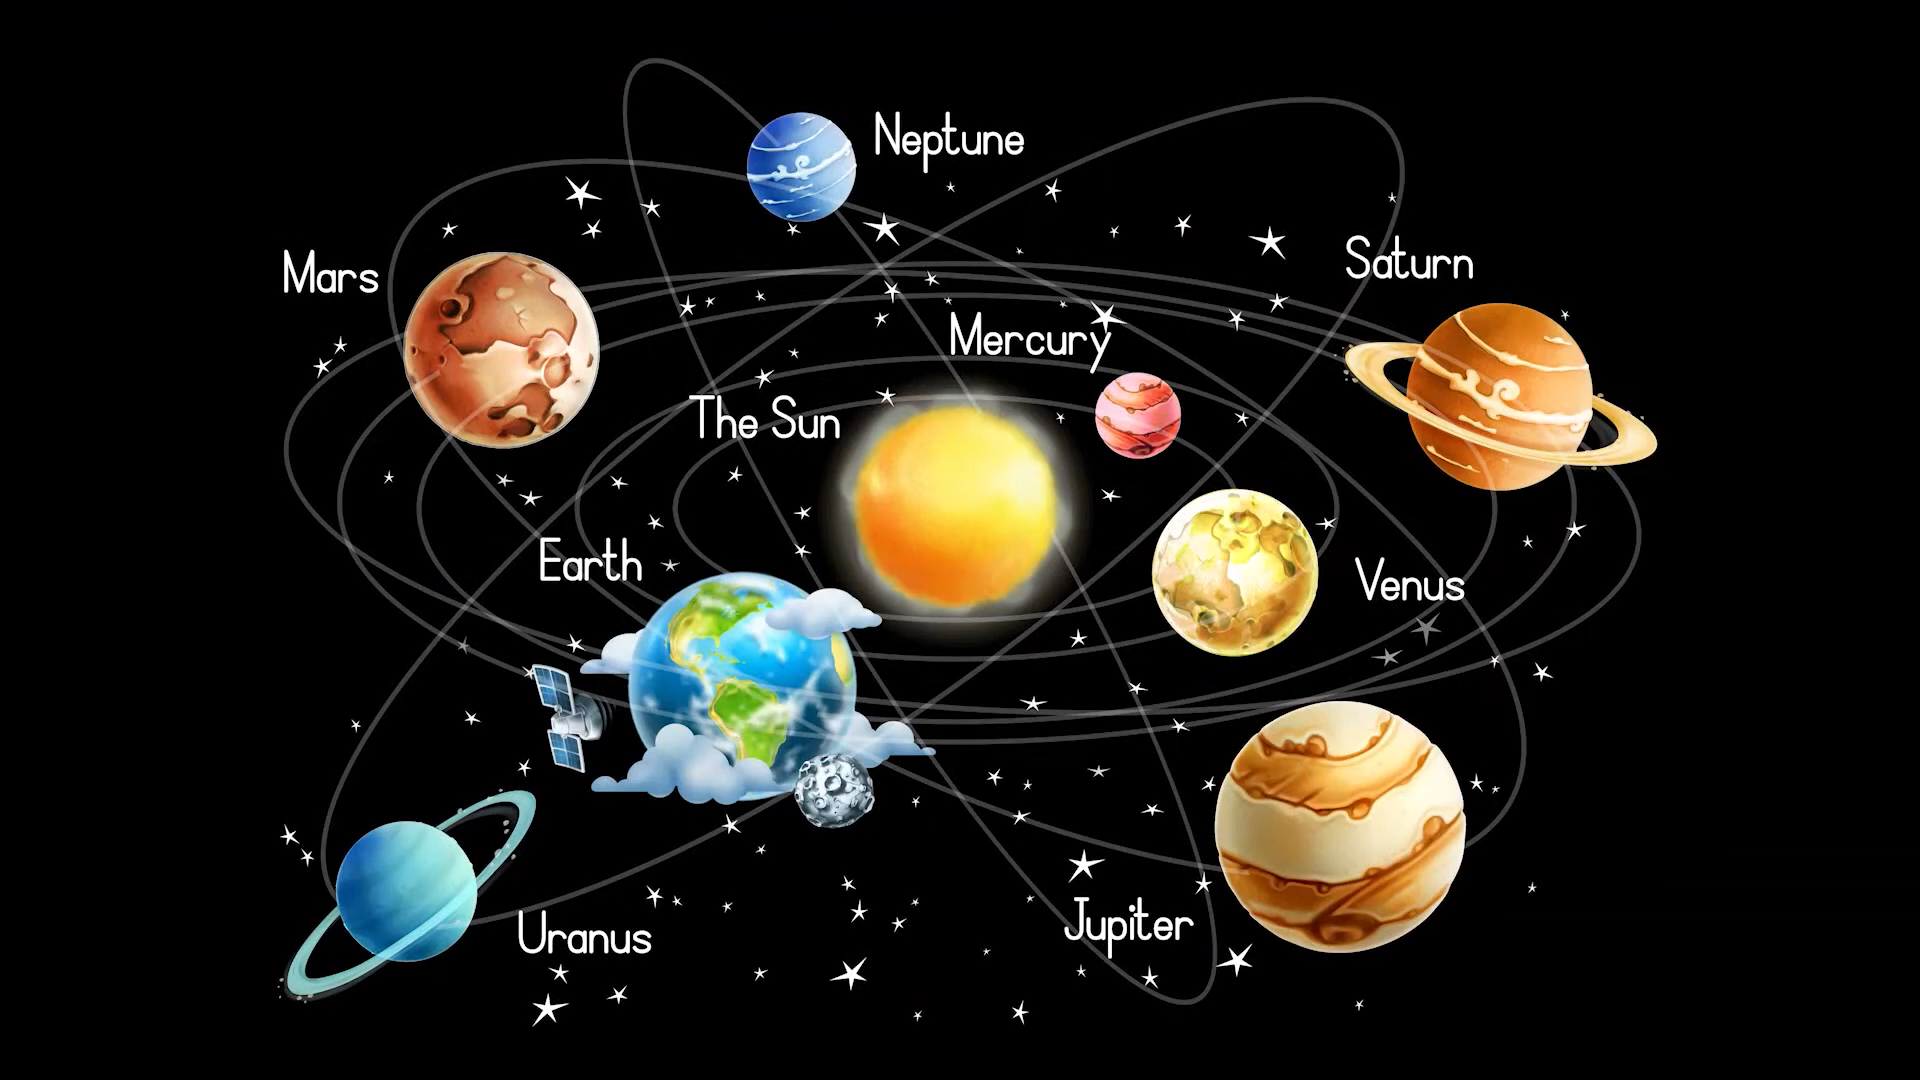 Neptune
Mars
Saturn
Mercury
The Sun
Earth
Venus
Uranus
Jupiter